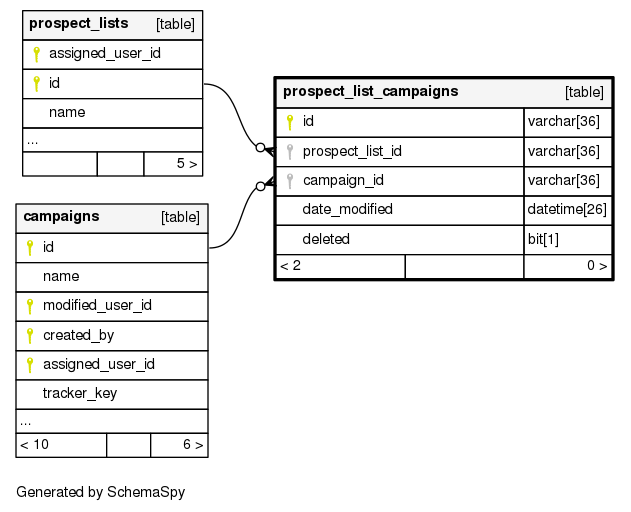 prospect_lists [table]
assigned_user_id
id
name
...
5 >
prospect_list_campaigns [table]
id varchar[36]
prospect_list_id varchar[36]
campaign_id varchar[36]
date_modified datetime[26]
deleted bit[1]
< 2 0 >
campaigns [table]
id
name
modified_user_id
created_by
assigned_user_id
tracker_key
...
< 10 6 >
Generated by SchemaSpy